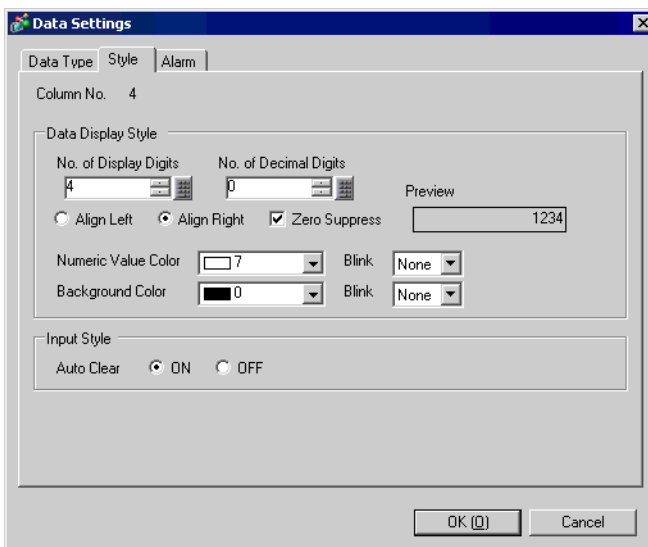 Data Settings
Data Type Style Alarm
Column No. 4
Data Display Style
No. of Display Digits No. of Decimal Digits
4 0 Preview
Align Left Align Right Zero Suppress 1234
Numeric Value Color 7 Blink None
Background Color 0 Blink None
Input Style
Auto Clear ON OFF
OK (O) Cancel